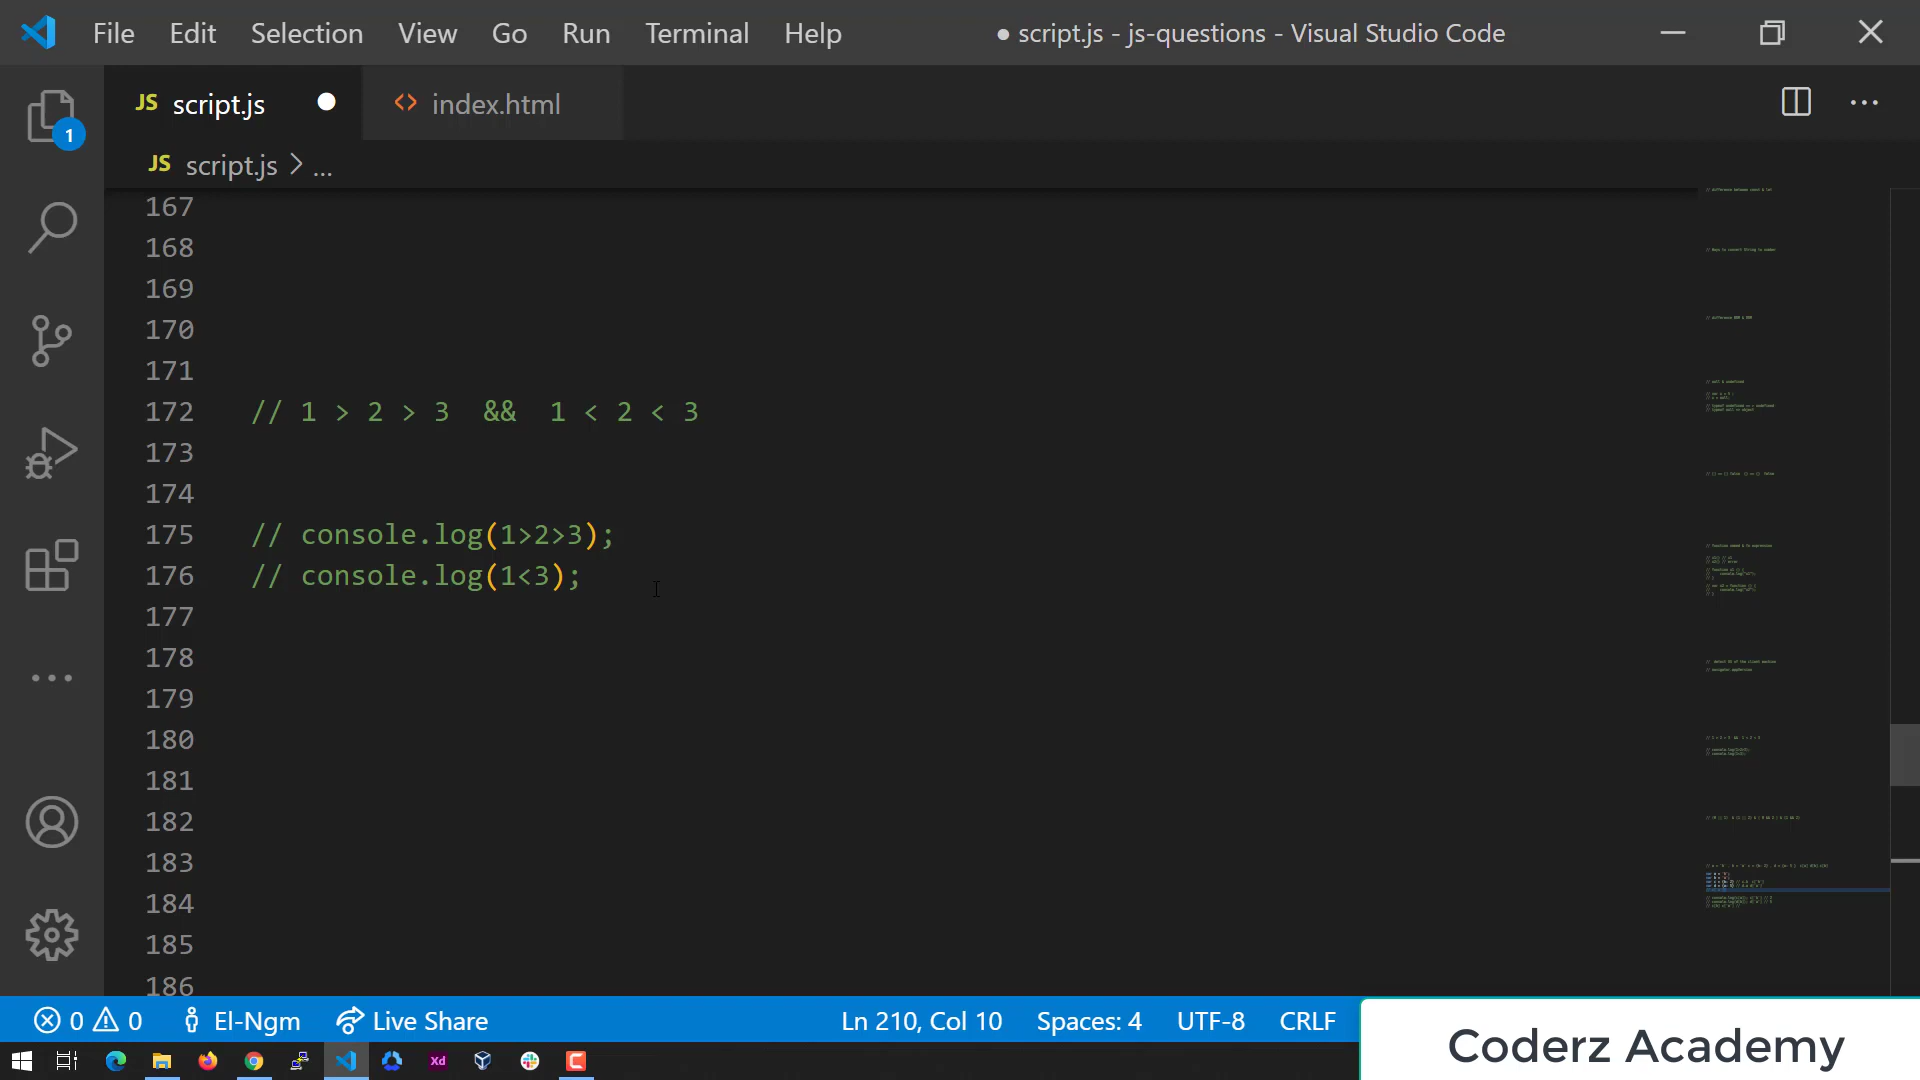 File Edit Selection View Go Run Terminal Help ● script.js - js-questions - Visual Studio Code
JS script.js ● <> index.html
JS script.js > ...
1
167
168
169
170
171
172 // 1 > 2 > 3  &&  1 < 2 < 3
173
174
175 // console.log(1>2>3);
176 // console.log(1<3);
177
178
179
180
181
182
183
184
185
186
0 0 El-Ngm Live Share Ln 210, Col 10 Spaces: 4 UTF-8 CRLF
Xd
Coderz Academy